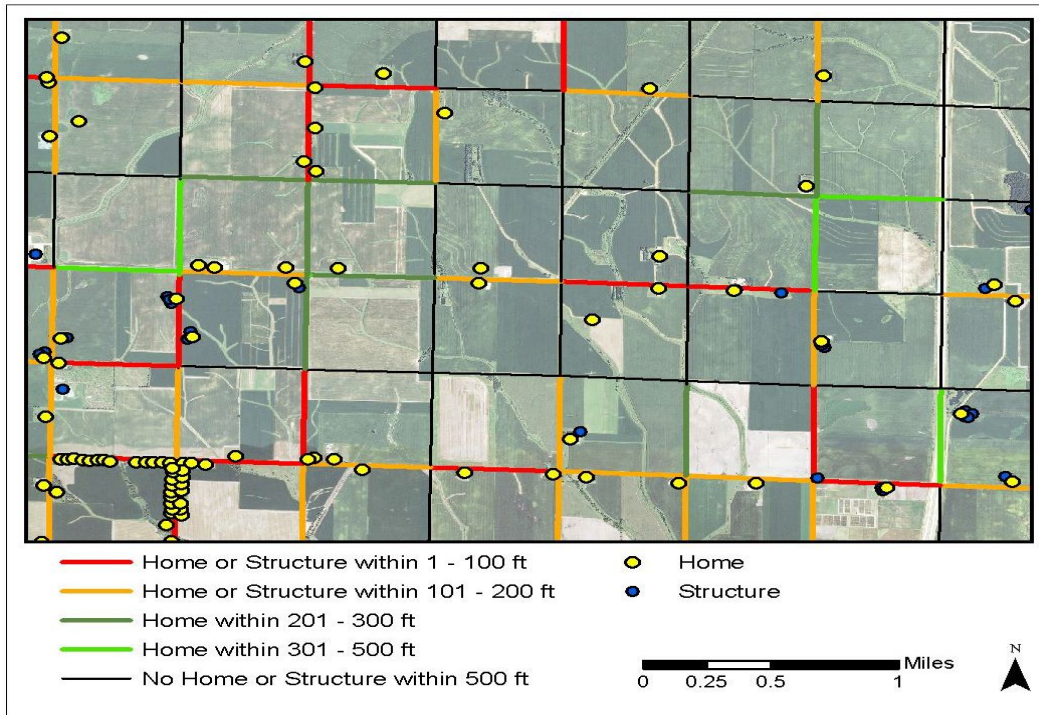 Home or Structure within 1 - 100 ft
Home or Structure within 101 - 200 ft
Home within 201 - 300 ft
Home within 301 - 500 ft
No Home or Structure within 500 ft
Home
Structure
Miles
0 0.25 0.5 1
N